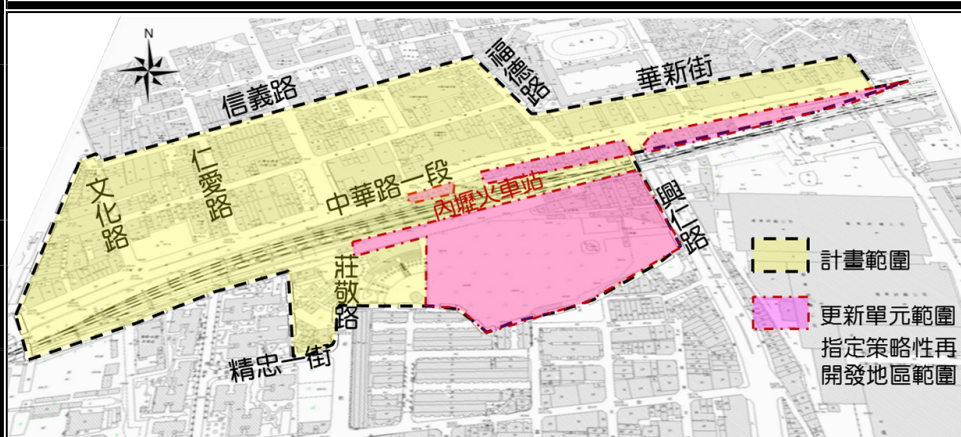 N
福德路
華新街
信義路
仁愛路
文化路
中華路一段
內壢火車站
興仁路
莊敬路
精忠一街
計畫範圍
更新單元範圍
指定策略性再
開發地區範圍